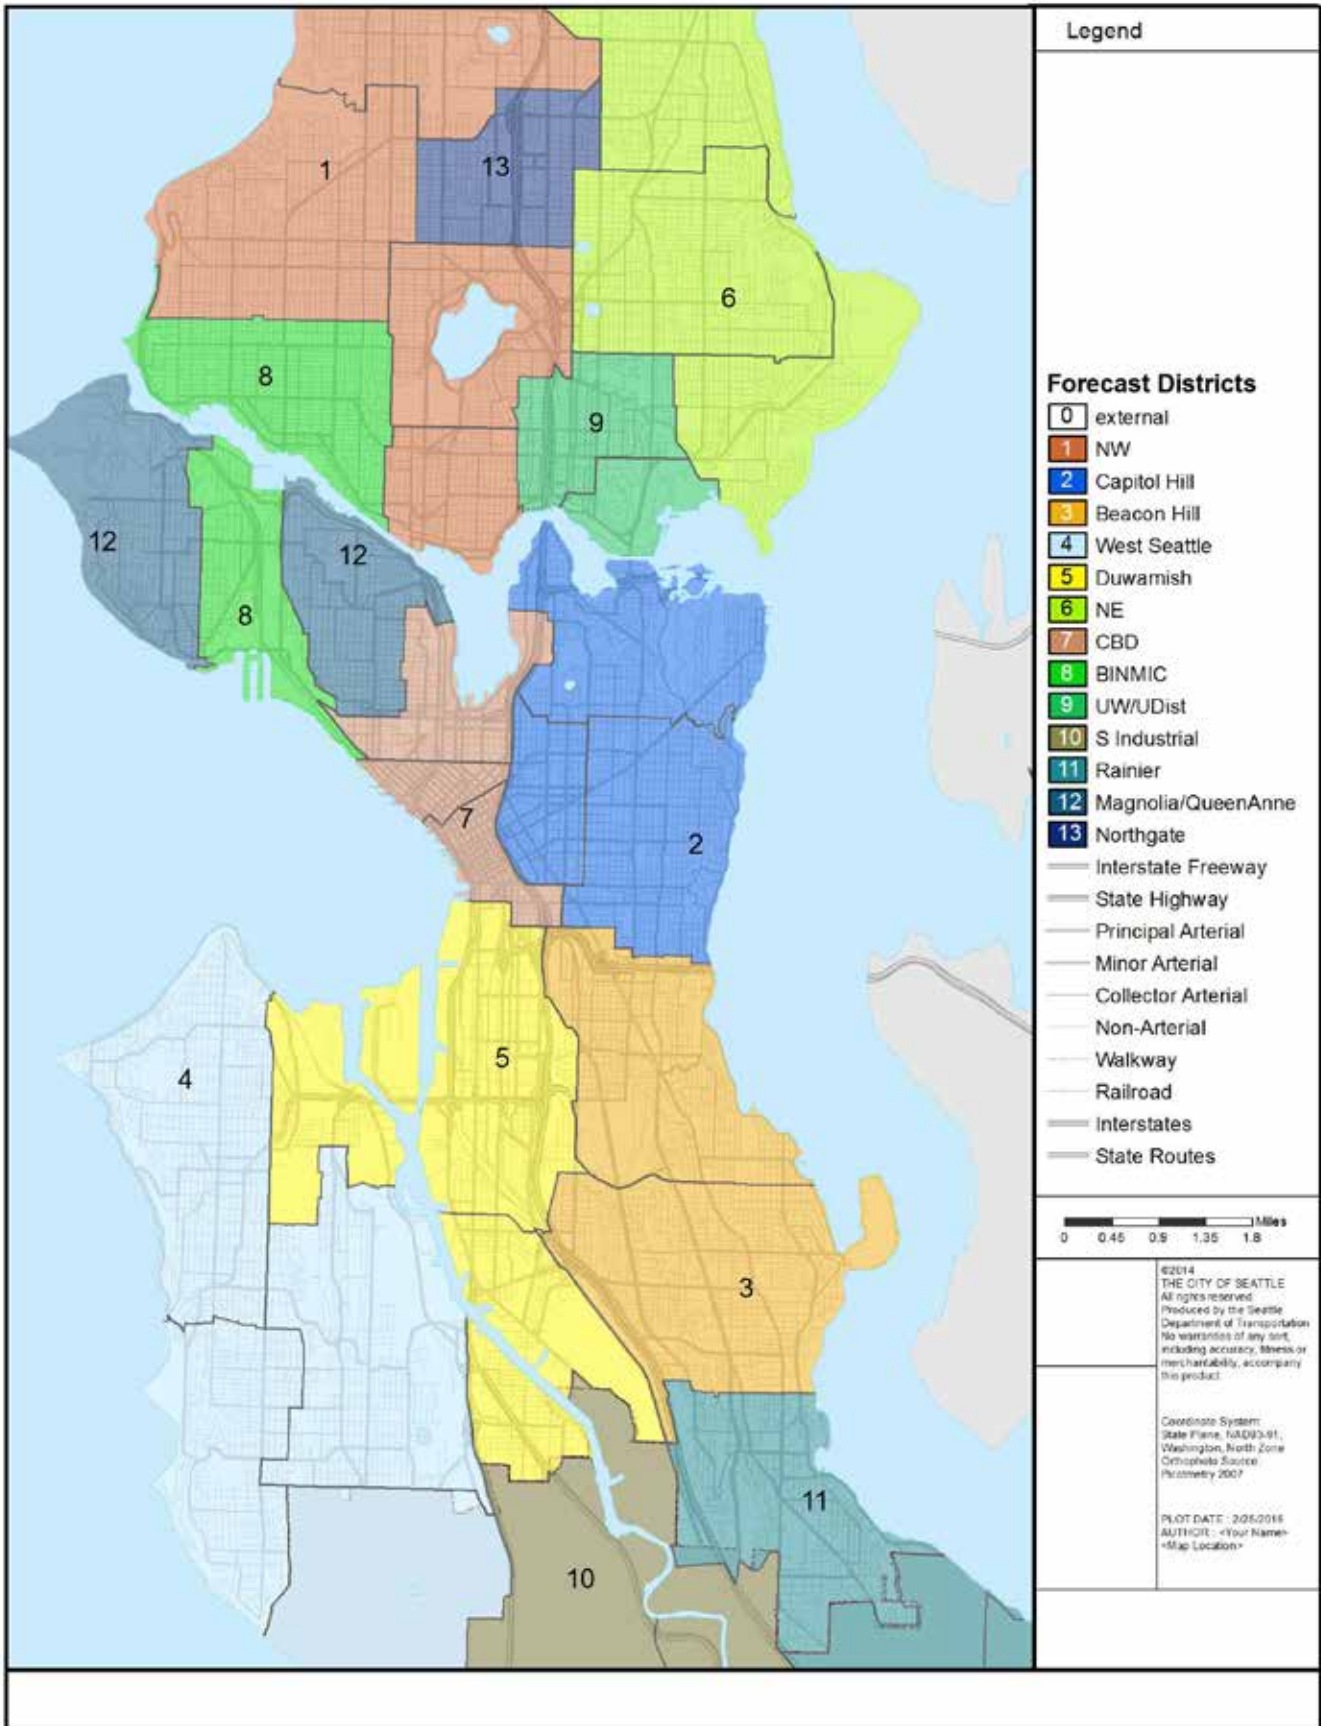 Legend
1
13
6
8
9
12
12
8
2
7
5
4
3
11
10
Forecast Districts
0 external
1 NW
2 Capitol Hill
3 Beacon Hill
4 West Seattle
5 Duwamish
6 NE
7 CBD
8 BINMIC
9 UW/UDist
10 S Industrial
11 Rainier
12 Magnolia/QueenAnne
13 Northgate
Interstate Freeway
State Highway
Principal Arterial
Minor Arterial
Collector Arterial
Non-Arterial
Walkway
Railroad
Interstates
State Routes
Miles
0 0.45 0.9 1.35 1.8
©2014
THE CITY OF SEATTLE
All rights reserved
Produced by the Seattle
Department of Transportation
No warranties of any sort,
including accuracy, fitness or
merchantability, accompany
this product.
Coordinate System:
State Plane, NAD83-91,
Washington, North Zone
Orthophoto Source:
Pictometry 2007
PLOT DATE : 2/25/2016
AUTHOR : <Your Name>
<Map Location>